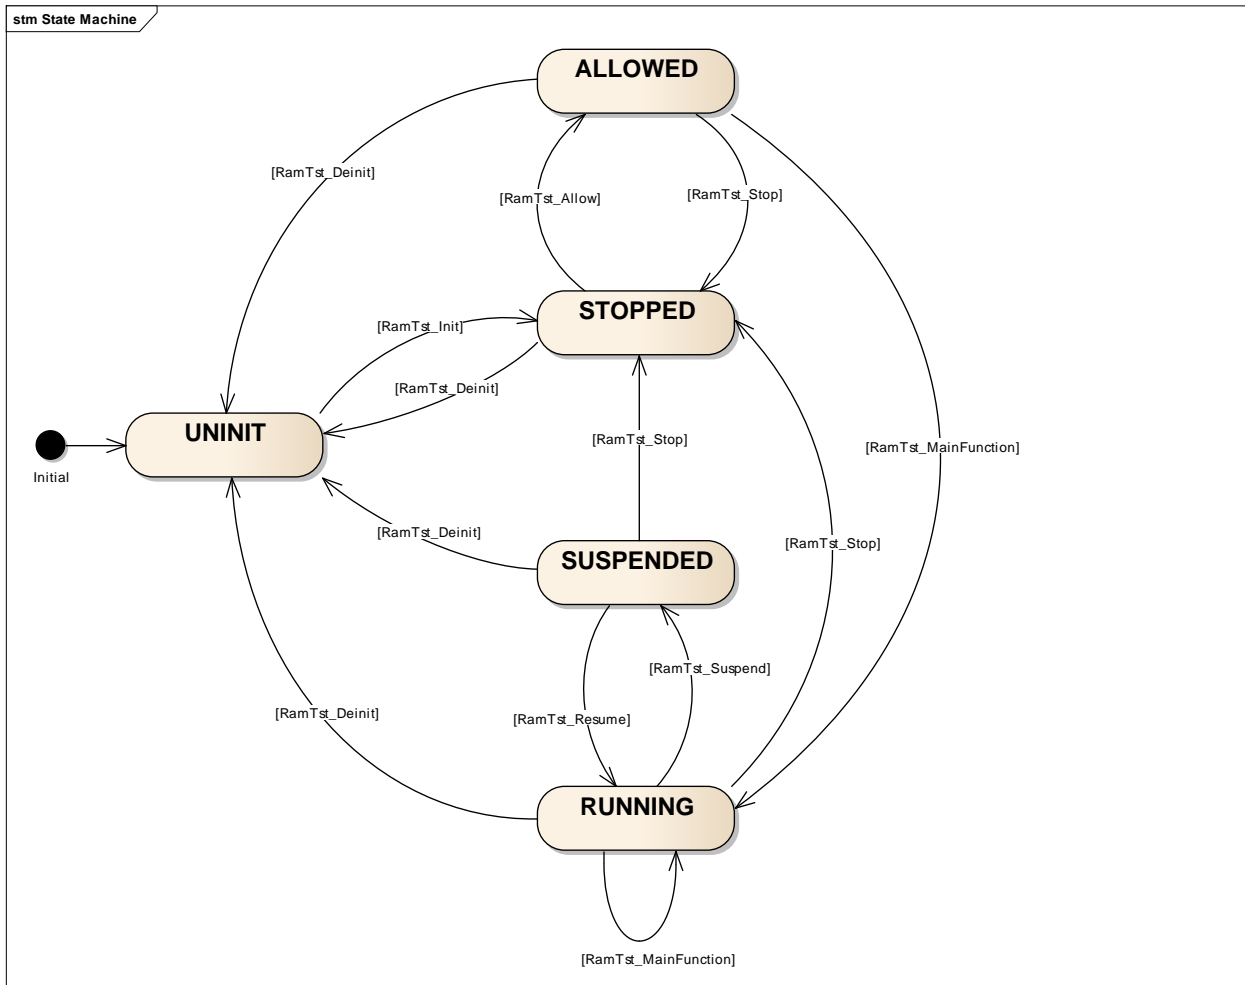 stm State Machine
ALLOWED
[RamTst_Deinit]
[RamTst_Allow]
[RamTst_Stop]
STOPPED
[RamTst_Init]
[RamTst_Deinit]
UNINIT
[RamTst_Stop]
[RamTst_MainFunction]
Initial
[RamTst_Deinit]
[RamTst_Stop]
SUSPENDED
[RamTst_Suspend]
[RamTst_Deinit]
[RamTst_Resume]
RUNNING
[RamTst_MainFunction]